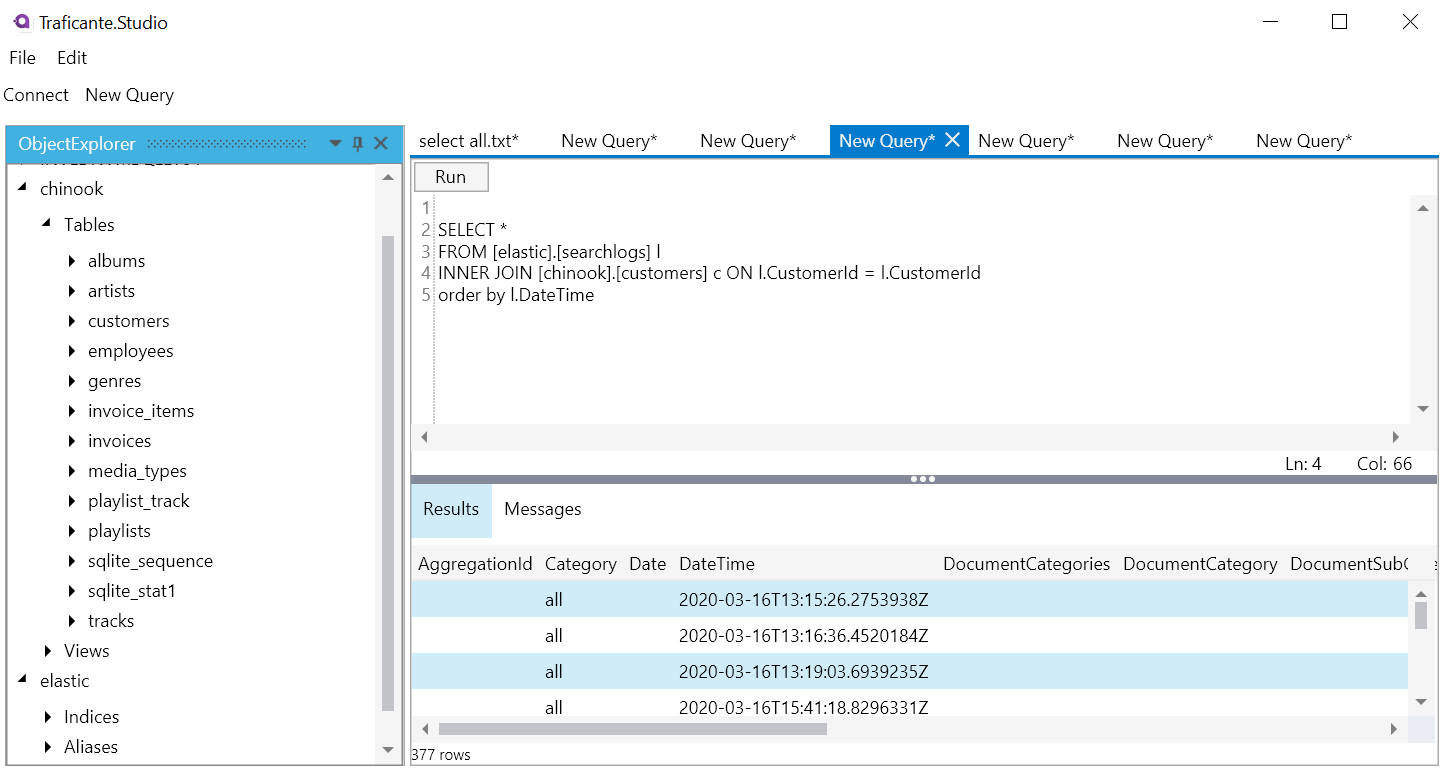 Traficante.Studio
File Edit
Connect New Query
ObjectExplorer
chinook
Tables
albums
artists
customers
employees
genres
invoice_items
invoices
media_types
playlist_track
playlists
sqlite_sequence
sqlite_stat1
tracks
Views
elastic
Indices
Aliases
select all.txt* New Query* New Query* New Query* New Query* New Query* New Query*
Run
1
2 SELECT *
3 FROM [elastic].[searchlogs] l
4 INNER JOIN [chinook].[customers] c ON l.CustomerId = l.CustomerId
5 order by l.DateTime
Ln: 4 Col: 66
Results Messages
AggregationId Category Date DateTime DocumentCategories DocumentCategory
all 2020-03-16T13:15:26.2753938Z
all 2020-03-16T13:16:36.4520184Z
all 2020-03-16T13:19:03.6939235Z
all 2020-03-16T15:41:18.8296331Z
377 rows